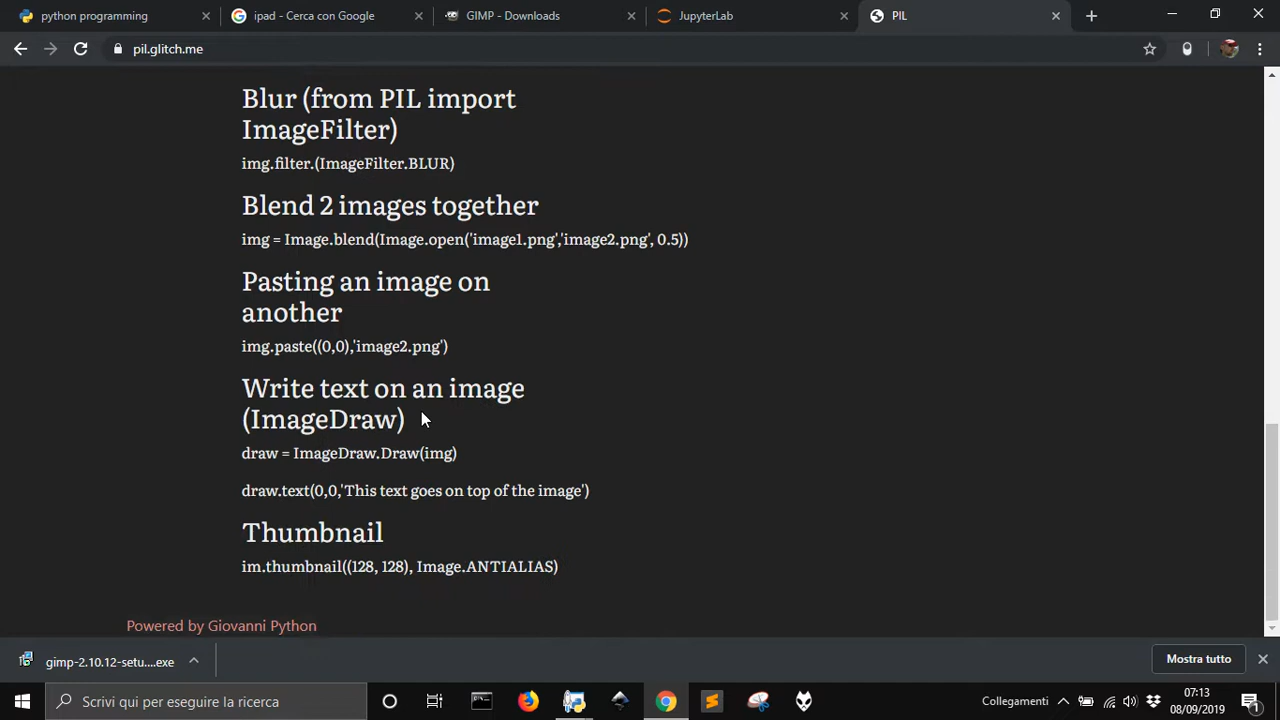 python programming
ipad - Cerca con Google
GIMP - Downloads
JupyterLab
PIL
pil.glitch.me
Blur (from PIL import
ImageFilter)
img.filter.(ImageFilter.BLUR)
Blend 2 images together
img = Image.blend(Image.open('image1.png','image2.png', 0.5))
Pasting an image on
another
img.paste((0,0),'image2.png')
Write text on an image
(ImageDraw)
draw = ImageDraw.Draw(img)
draw.text(0,0,'This text goes on top of the image')
Thumbnail
im.thumbnail((128, 128), Image.ANTIALIAS)
Powered by Giovanni Python
gimp-2.10.12-setu....exe
Mostra tutto
Scrivi qui per eseguire la ricerca
Collegamenti
07:13
08/09/2019
1